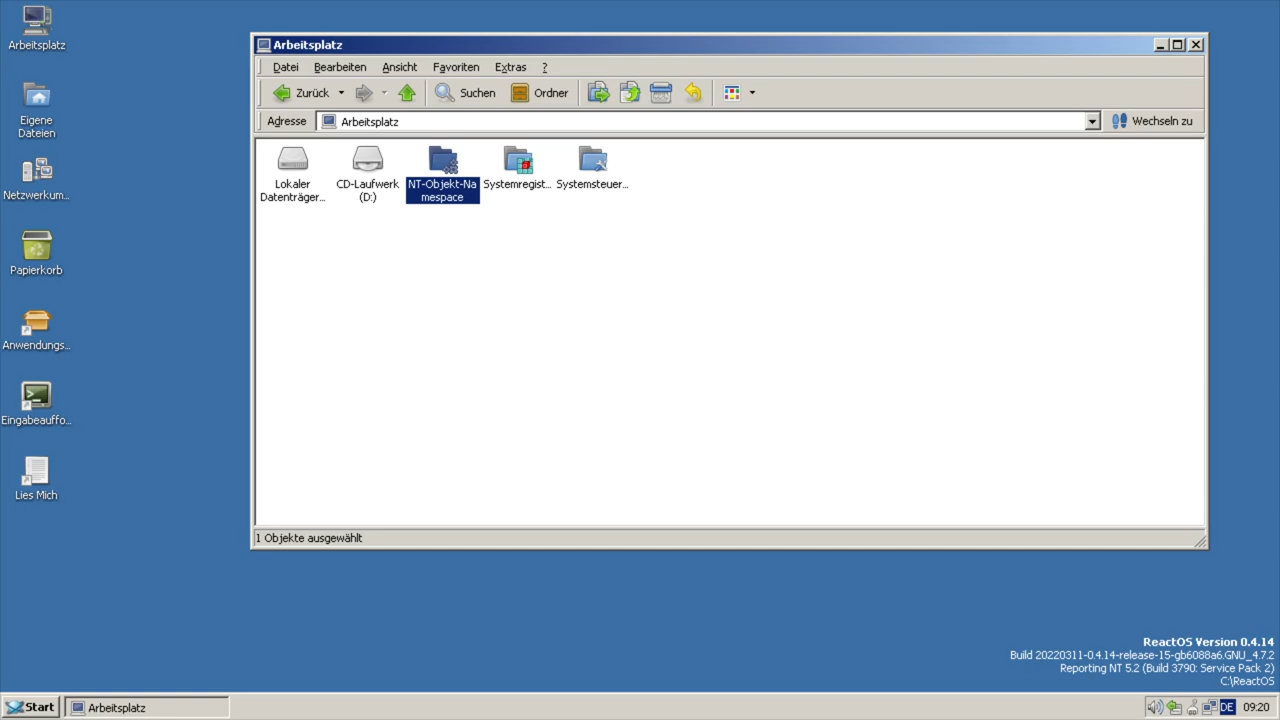 Arbeitsplatz
Eigene
Dateien
Netzwerkum...
Papierkorb
Anwendungs...
Eingabeauffo...
Lies Mich
Arbeitsplatz
Datei Bearbeiten Ansicht Favoriten Extras ?
Zurück Suchen Ordner
Adresse Arbeitsplatz Wechseln zu
Lokaler
Datenträger...
CD-Laufwerk
(D:)
NT-Objekt-Na
mespace
Systemregist...
Systemsteuer...
1 Objekte ausgewählt
ReactOS Version 0.4.14
Build 20220311-0.4.14-release-15-gb6088a6.GNU_4.7.2
Reporting NT 5.2 (Build 3790: Service Pack 2)
C:\ReactOS
Start Arbeitsplatz DE 09:20